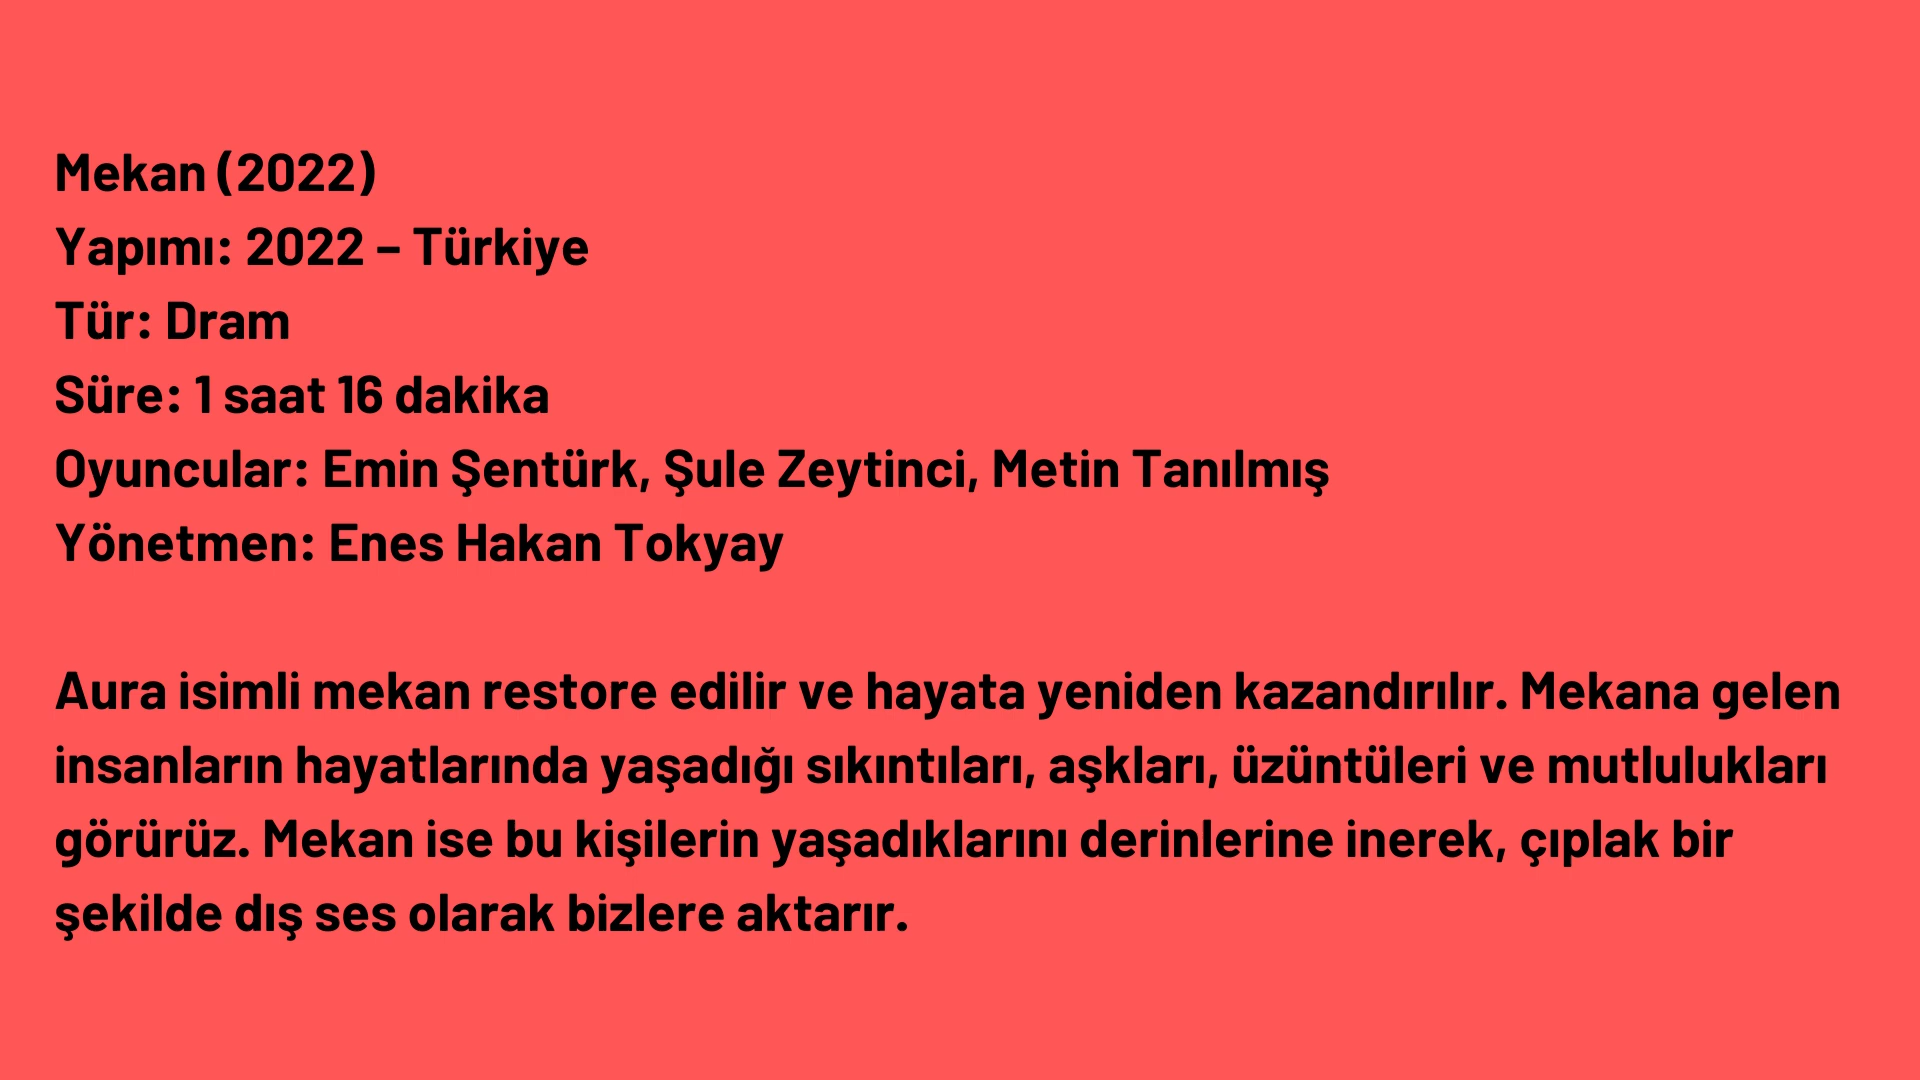 Mekan (2022)
Yapımı: 2022 – Türkiye
Tür: Dram
Süre: 1 saat 16 dakika
Oyuncular: Emin Şentürk, Şule Zeytinci, Metin Tanılmış
Yönetmen: Enes Hakan Tokyay
Aura isimli mekan restore edilir ve hayata yeniden kazandırılır. Mekana gelen
insanların hayatlarında yaşadığı sıkıntıları, aşkları, üzüntüleri ve mutlulukları
görürüz. Mekan ise bu kişilerin yaşadıklarını derinlerine inerek, çıplak bir
şekilde dış ses olarak bizlere aktarır.